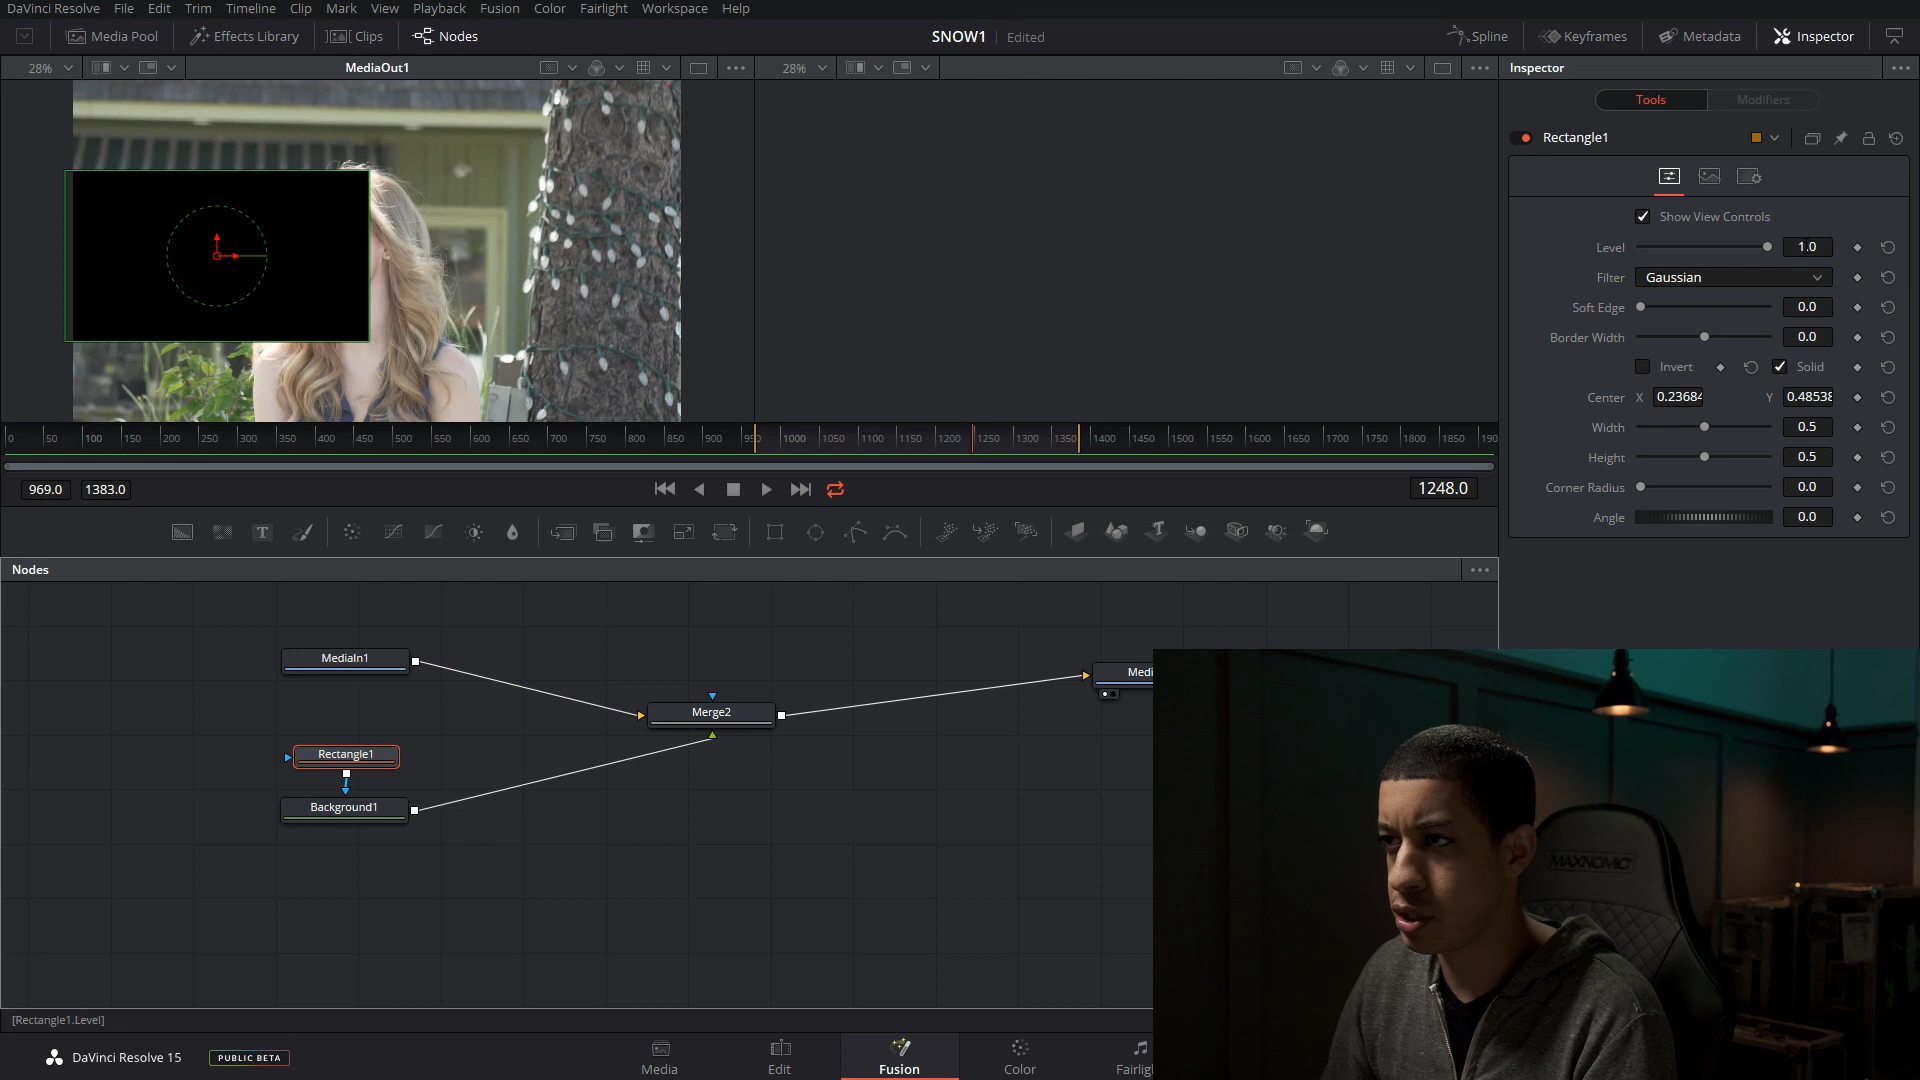 DaVinci Resolve File Edit Trim Timeline Clip Mark View Playback Fusion Color Fairlight Workspace Help
Media Pool Effects Library Clips Nodes SNOW1 Edited Spline Keyframes Metadata Inspector
28% MediaOut1 28% Inspector
Tools Modifiers
Rectangle1
Show View Controls
Level 1.0
Filter Gaussian
Soft Edge 0.0
Border Width 0.0
Invert Solid
Center X 0.23684 Y 0.48538
Width 0.5
Height 0.5
Corner Radius 0.0
Angle 0.0
0 50 100 150 200 250 300 350 400 450 500 550 600 650 700 750 800 850 900 950 1000 1050 1100 1150 1200 1250 1300 1350 1400 1450 1500 1550 1600 1650 1700 1750 1800 1850 190
969.0 1383.0 1248.0
T
Nodes
MediaIn1
Medi
Merge2
Rectangle1
Background1
MAXNOMIC
[Rectangle1.Level]
DaVinci Resolve 15 PUBLIC BETA
Media Edit Fusion Color Fairlig